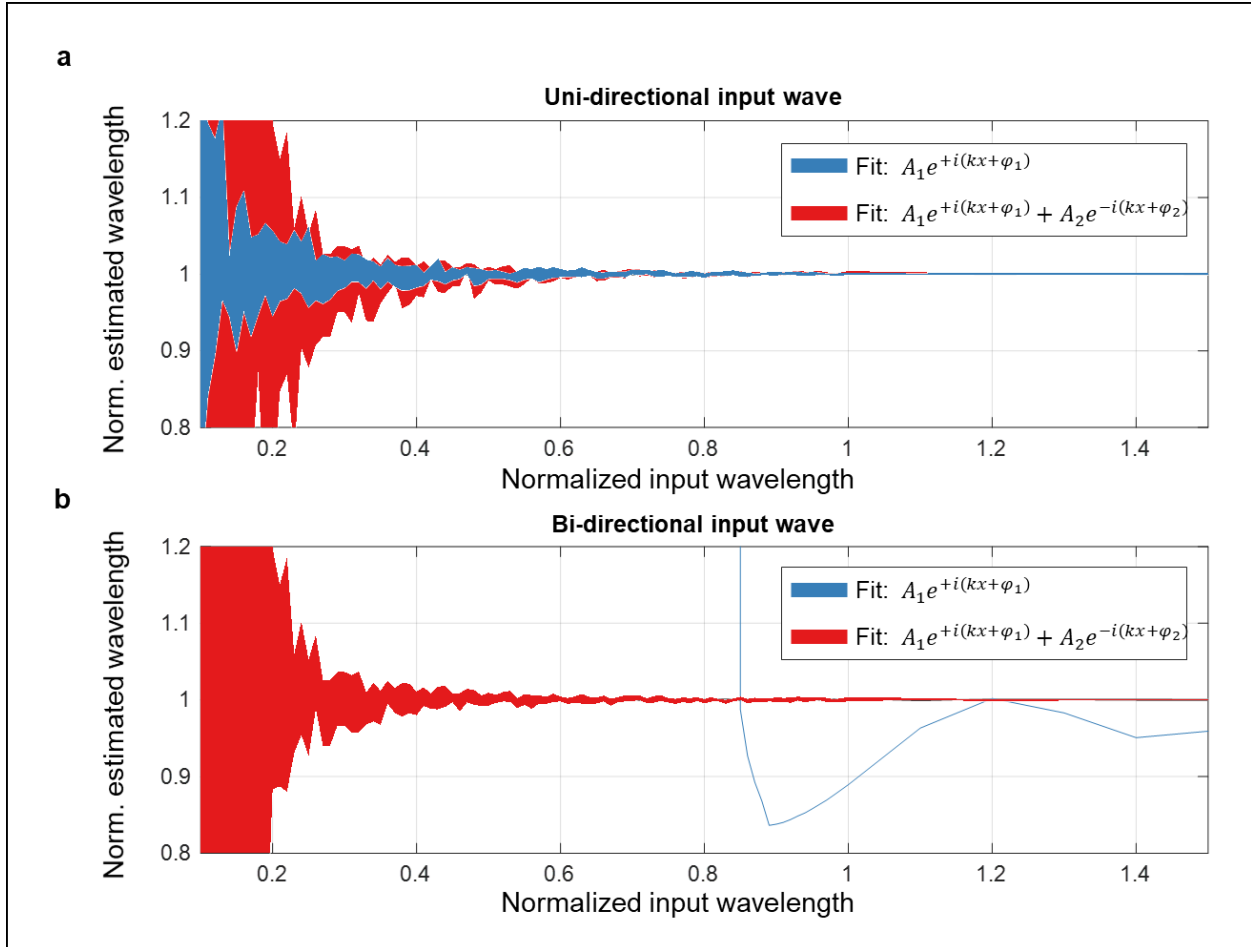 a
Uni-directional input wave
Norm. estimated wavelength
1.2
1.1
1
0.9
0.8
Fit: A₁e^{+i(kx+φ₁)}
Fit: A₁e^{+i(kx+φ₁)} + A₂e^{-i(kx+φ₂)}
0.2 0.4 0.6 0.8 1 1.2 1.4
Normalized input wavelength
b
Bi-directional input wave
Norm. estimated wavelength
1.2
1.1
1
0.9
0.8
Fit: A₁e^{+i(kx+φ₁)}
Fit: A₁e^{+i(kx+φ₁)} + A₂e^{-i(kx+φ₂)}
0.2 0.4 0.6 0.8 1 1.2 1.4
Normalized input wavelength